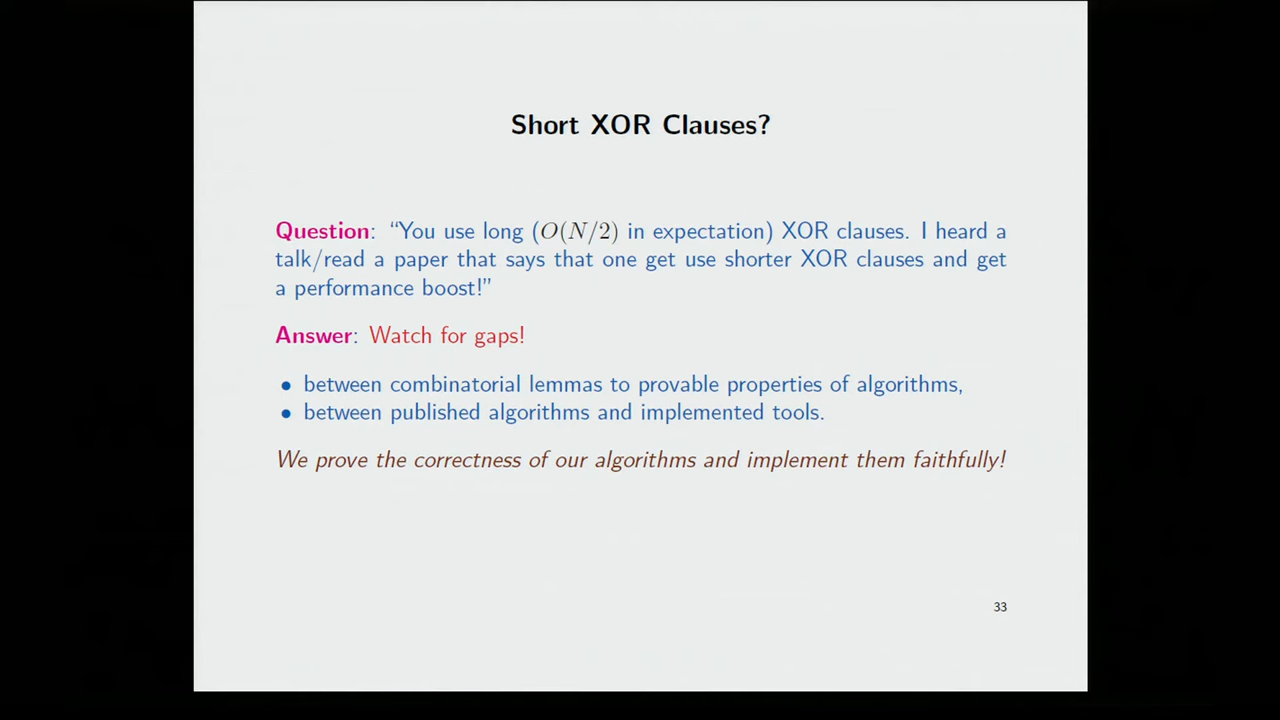 Short XOR Clauses?
Question: “You use long (O(N/2) in expectation) XOR clauses. I heard a
talk/read a paper that says that one get use shorter XOR clauses and get
a performance boost!”
Answer: Watch for gaps!
• between combinatorial lemmas to provable properties of algorithms,
• between published algorithms and implemented tools.
We prove the correctness of our algorithms and implement them faithfully!
33